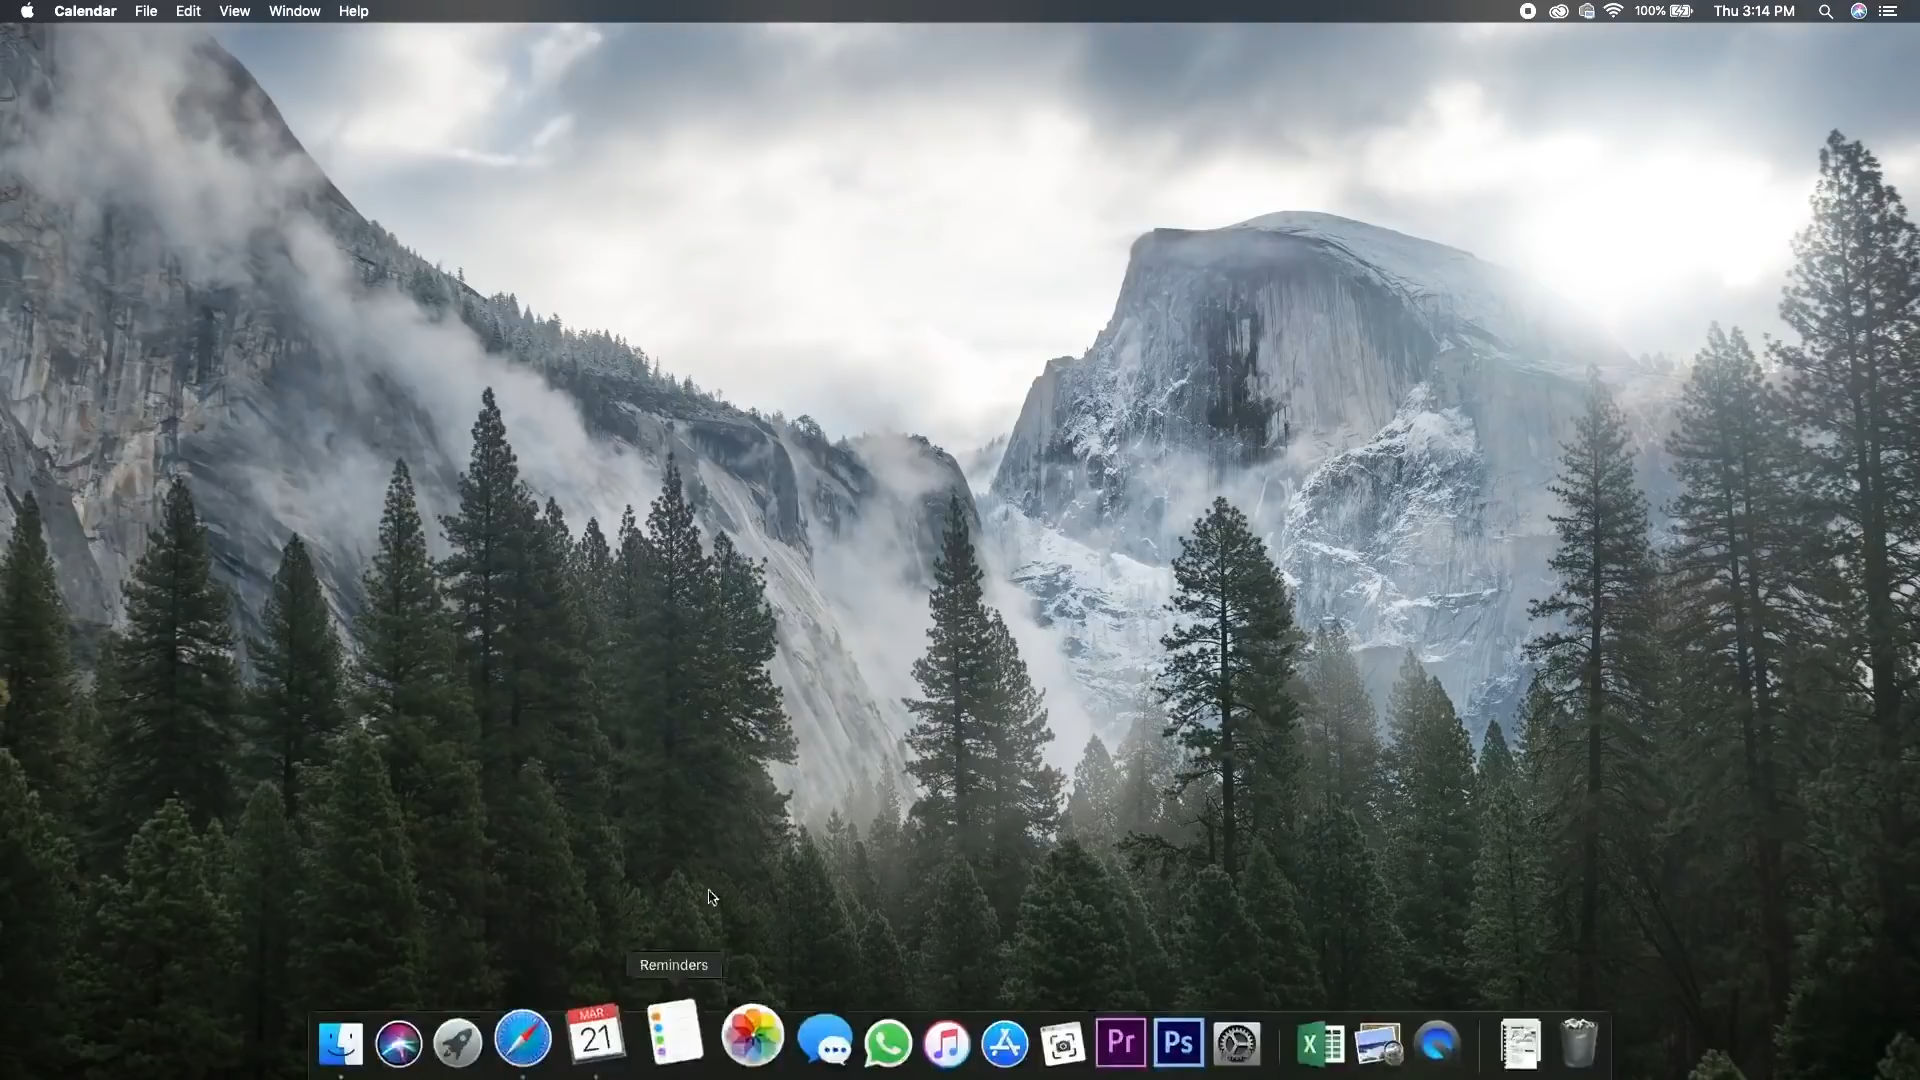 Calendar File Edit View Window Help 100% Thu 3:14 PM
Reminders
MAR
21
Pr
Ps
X